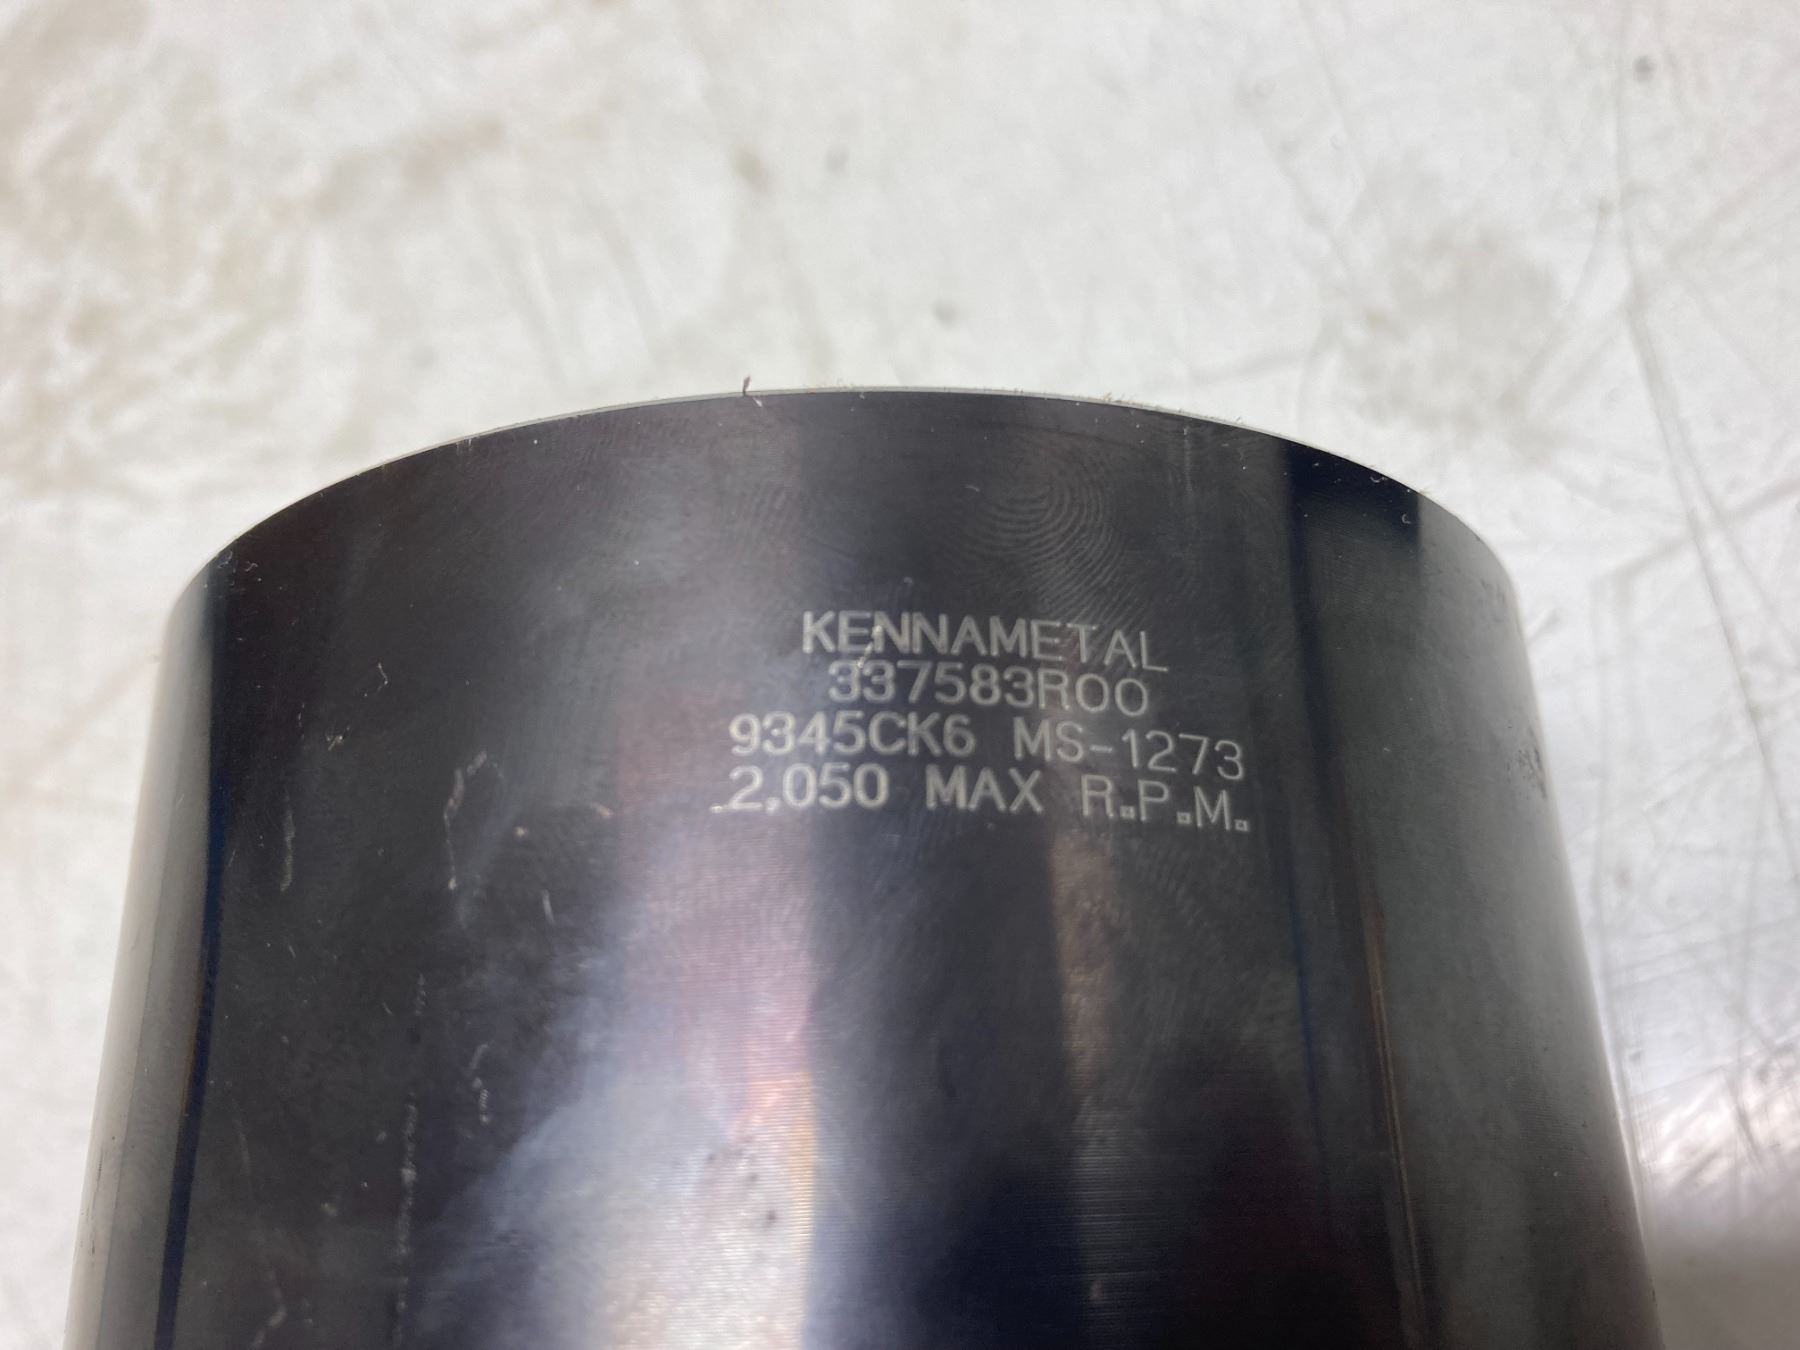 KENNAMETAL
337583R00
9345CK6 MS-1273
2,050 MAX R.P.M.